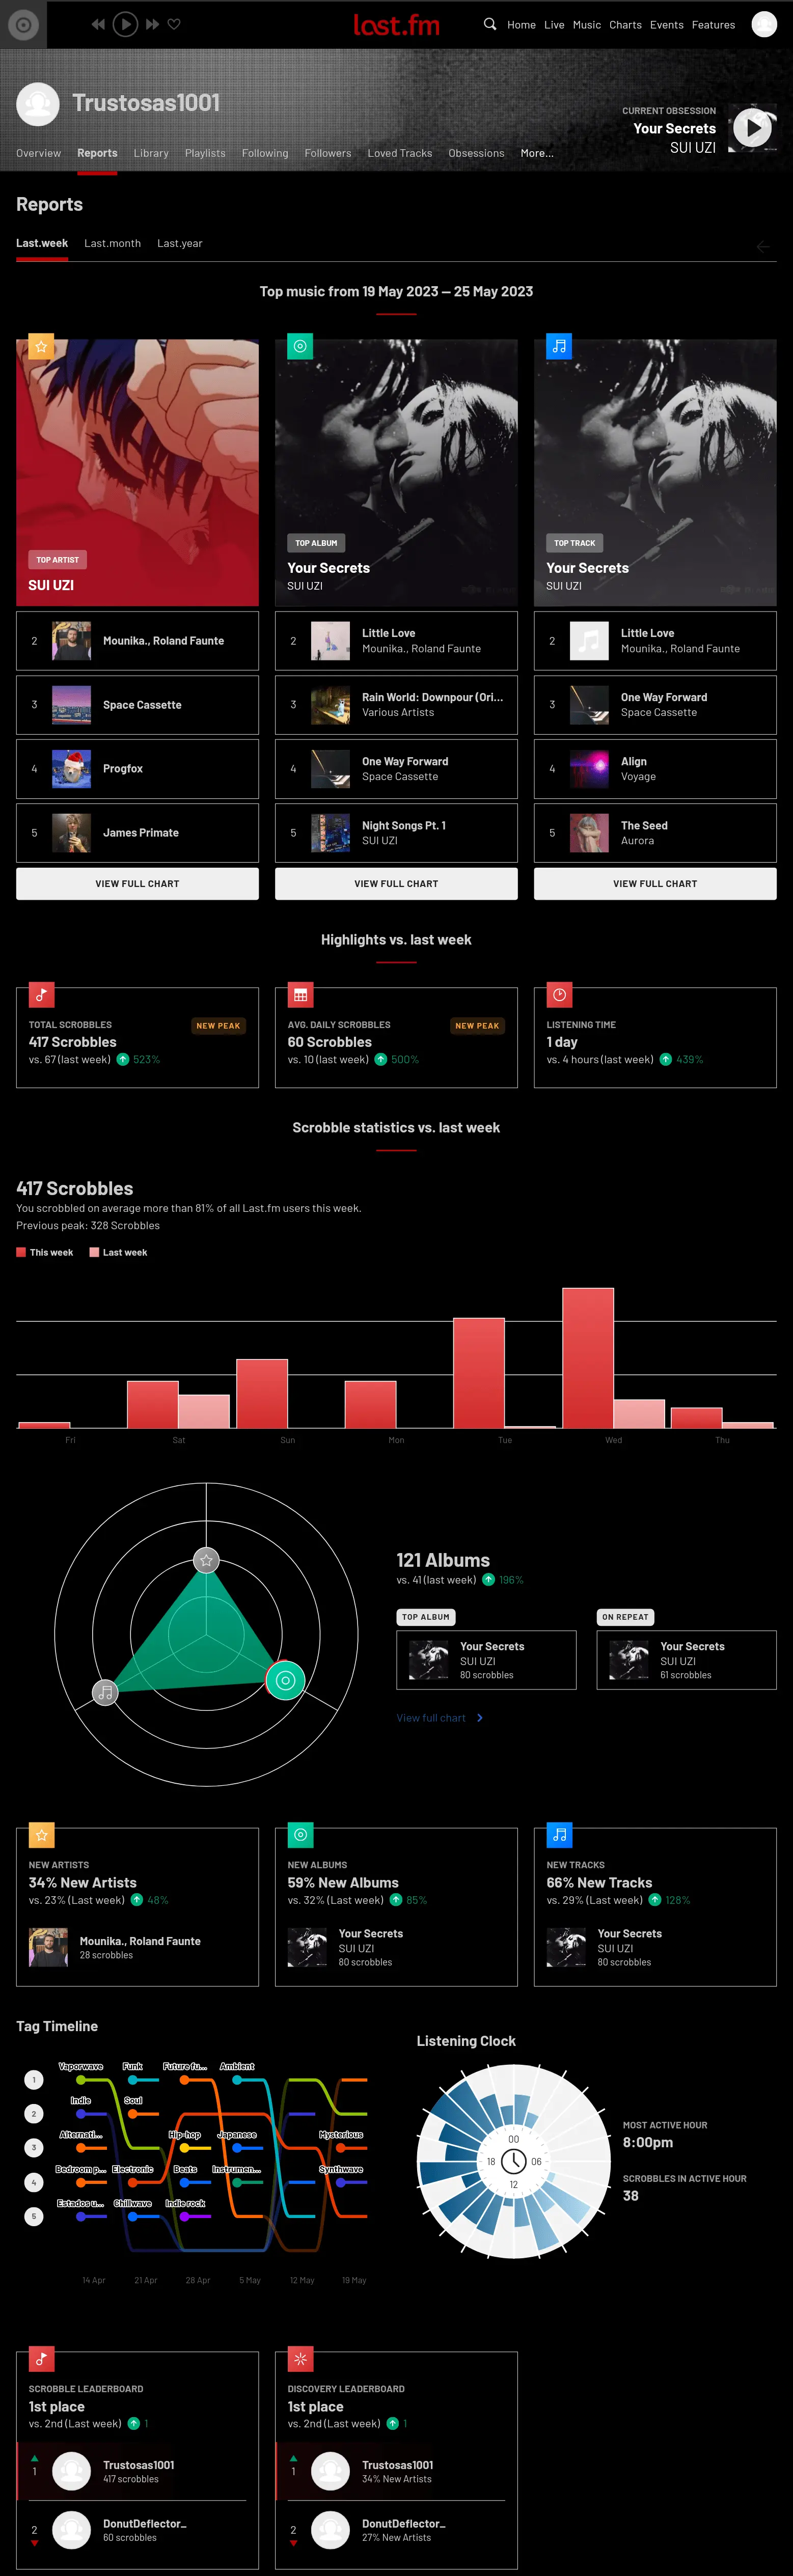 last.fm
Home Live Music Charts Events Features
Trustosas1001
CURRENT OBSESSION
Your Secrets
SUI UZI
Overview Reports Library Playlists Following Followers Loved Tracks Obsessions More...
Reports
Last.week Last.month Last.year
Top music from 19 May 2023 — 25 May 2023
TOP ARTIST
SUI UZI
2 Mounika., Roland Faunte
3 Space Cassette
4 Progfox
5 James Primate
VIEW FULL CHART
TOP ALBUM
Your Secrets
SUI UZI
2 Little Love
Mounika., Roland Faunte
3 Rain World: Downpour (Ori...
Various Artists
4 One Way Forward
Space Cassette
5 Night Songs Pt. 1
SUI UZI
VIEW FULL CHART
TOP TRACK
Your Secrets
SUI UZI
2 Little Love
Mounika., Roland Faunte
3 One Way Forward
Space Cassette
4 Align
Voyage
5 The Seed
Aurora
VIEW FULL CHART
Highlights vs. last week
TOTAL SCROBBLES NEW PEAK
417 Scrobbles
vs. 67 (last week) 523%
AVG. DAILY SCROBBLES NEW PEAK
60 Scrobbles
vs. 10 (last week) 500%
LISTENING TIME
1 day
vs. 4 hours (last week) 439%
Scrobble statistics vs. last week
417 Scrobbles
You scrobbled on average more than 81% of all Last.fm users this week.
Previous peak: 328 Scrobbles
This week Last week
Fri Sat Sun Mon Tue Wed Thu
121 Albums
vs. 41 (last week) 196%
TOP ALBUM
Your Secrets
SUI UZI
80 scrobbles
ON REPEAT
Your Secrets
SUI UZI
61 scrobbles
View full chart
NEW ARTISTS
34% New Artists
vs. 23% (Last week) 48%
Mounika., Roland Faunte
28 scrobbles
NEW ALBUMS
59% New Albums
vs. 32% (Last week) 85%
Your Secrets
SUI UZI
80 scrobbles
NEW TRACKS
66% New Tracks
vs. 29% (Last week) 128%
Your Secrets
SUI UZI
80 scrobbles
Tag Timeline
1 Vaporwave Funk Future fu... Ambient
2 Indie Soul
3 Alternati... Hip-hop Japanese Mysterious
4 Bedroom p... Electronic Beats Instrumen... Synthwave
5 Estados u... Chillwave Indie rock
14 Apr 21 Apr 28 Apr 5 May 12 May 19 May
Listening Clock
00
18 06
12
MOST ACTIVE HOUR
8:00pm
SCROBBLES IN ACTIVE HOUR
38
SCROBBLE LEADERBOARD
1st place
vs. 2nd (Last week) 1
1 Trustosas1001
417 scrobbles
2 DonutDeflector_
60 scrobbles
DISCOVERY LEADERBOARD
1st place
vs. 2nd (Last week) 1
1 Trustosas1001
34% New Artists
2 DonutDeflector_
27% New Artists